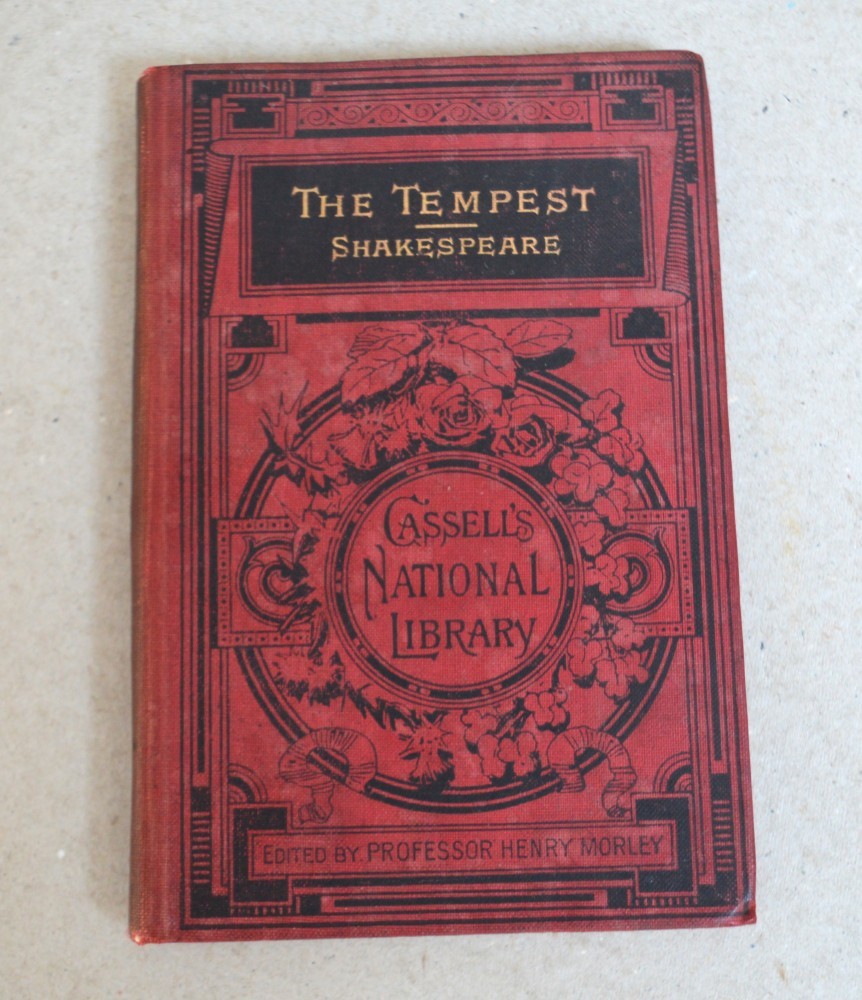 THE TEMPEST
SHAKESPEARE
CASSELL'S
NATIONAL
LIBRARY
EDITED BY PROFESSOR HENRY MORLEY